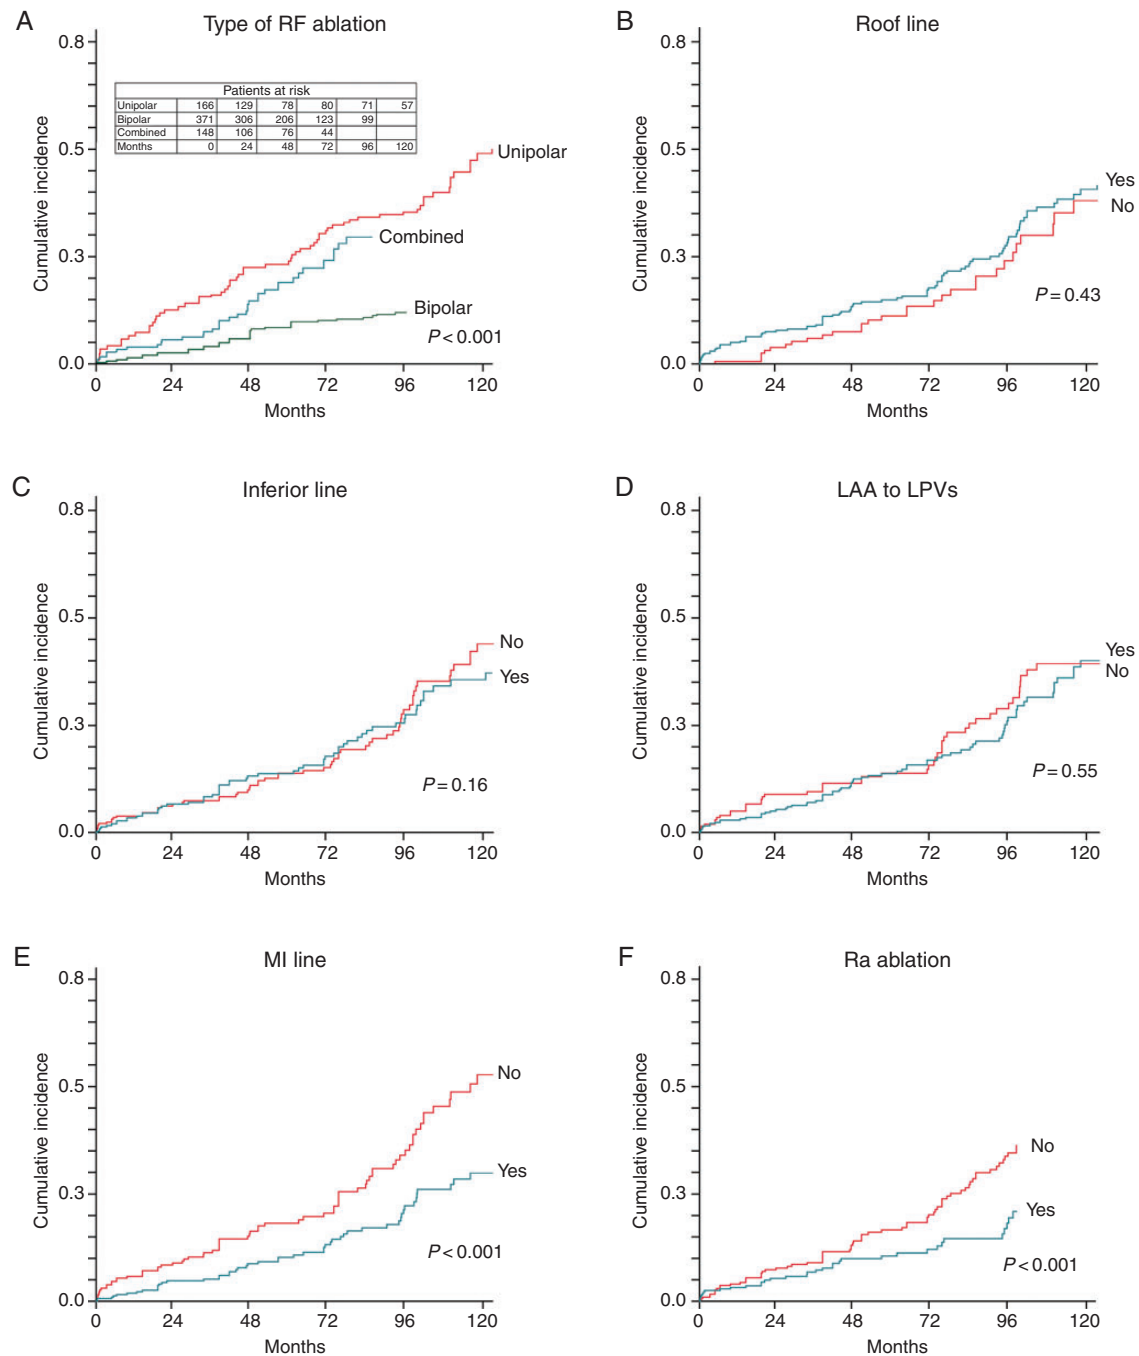 A
Type of RF ablation
Cumulative incidence
0.8
0.5
0.3
0.0
Patients at risk
Unipolar 166 129 78 80 71 57
Bipolar 371 306 206 123 99
Combined 148 106 76 44
Months 0 24 48 72 96 120
Unipolar
Combined
Bipolar
P < 0.001
0 24 48 72 96 120
Months
B
Roof line
Cumulative incidence
0.8
0.5
0.3
0.0
Yes
No
P = 0.43
0 24 48 72 96 120
Months
C
Inferior line
Cumulative incidence
0.8
0.5
0.3
0.0
No
Yes
P = 0.16
0 24 48 72 96 120
Months
D
LAA to LPVs
Cumulative incidence
0.8
0.5
0.3
0.0
Yes
No
P = 0.55
0 24 48 72 96 120
Months
E
MI line
Cumulative incidence
0.8
0.5
0.3
0.0
No
Yes
P < 0.001
0 24 48 72 96 120
Months
F
Ra ablation
Cumulative incidence
0.8
0.5
0.3
0.0
No
Yes
P < 0.001
0 24 48 72 96 120
Months